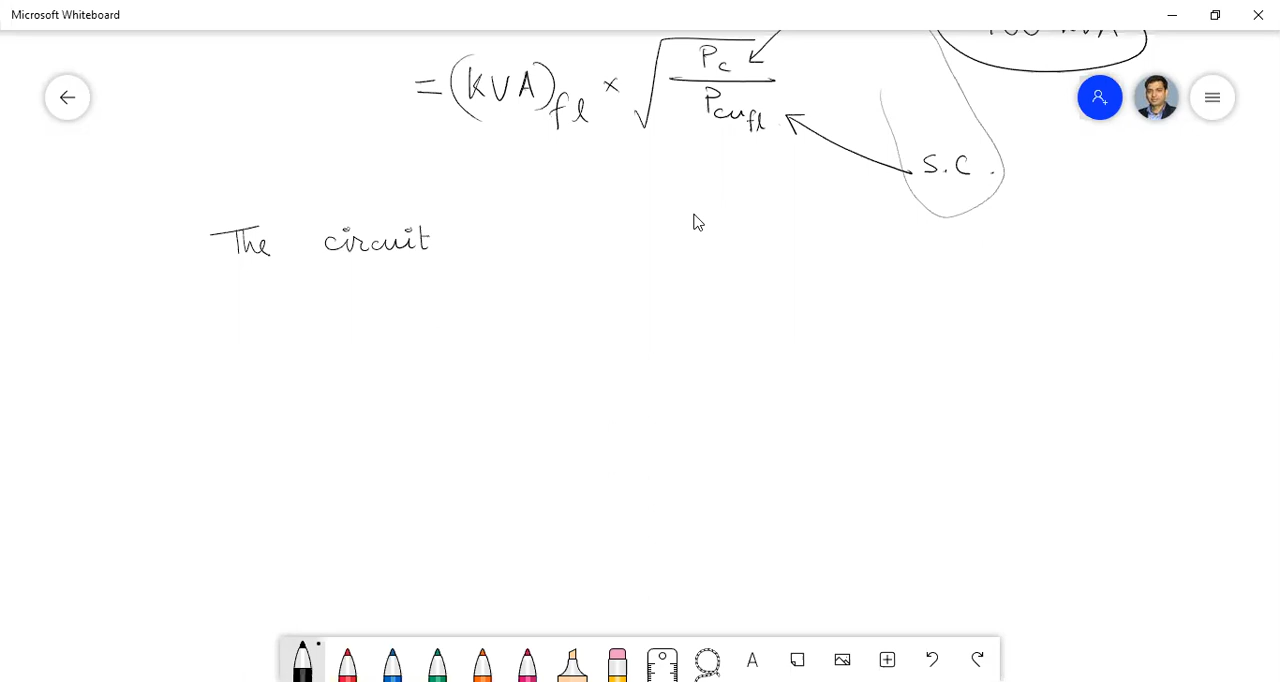 Microsoft Whiteboard
= (KVA)fl × √(Pc / Pcufl)
S.C.
The circuit
A